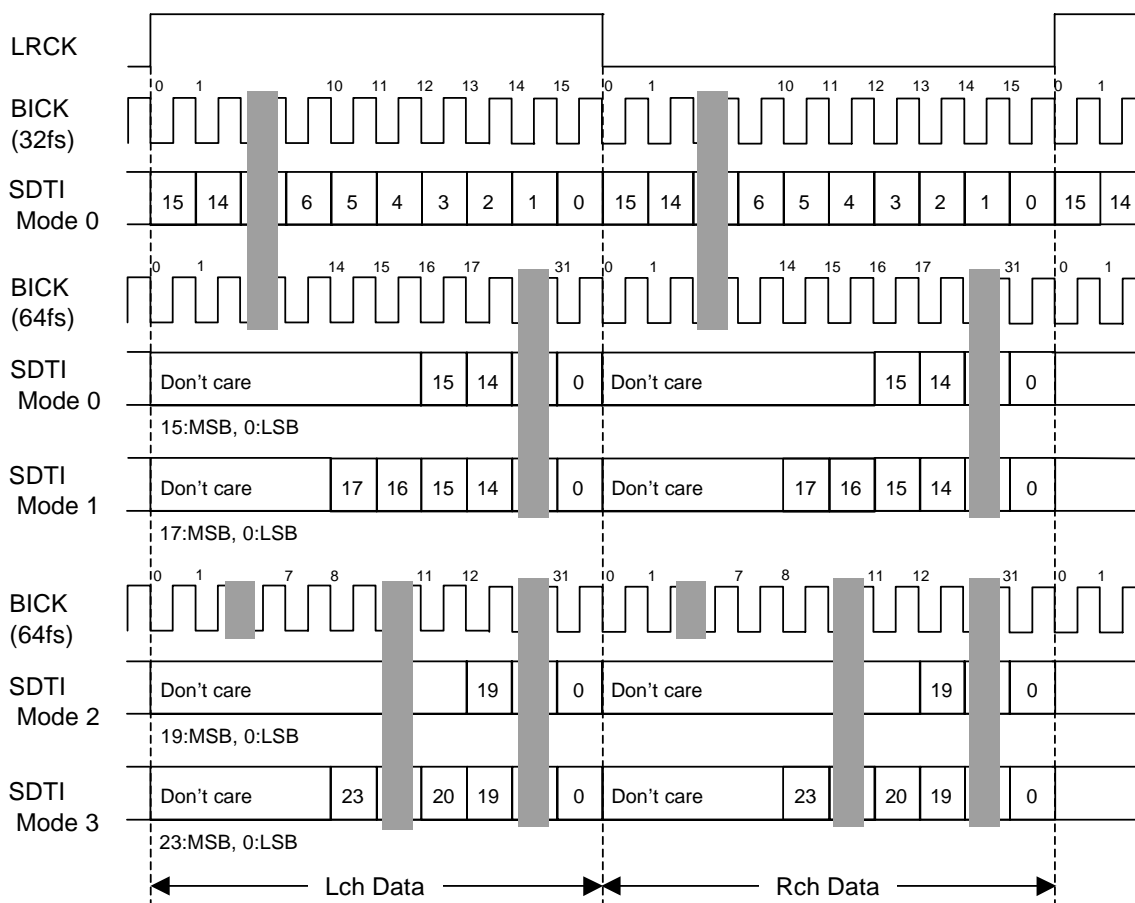 LRCK
0 1 10 11 12 13 14 15 0 1 10 11 12 13 14 15 0 1
BICK
(32fs)
SDTI
Mode 0
15 14 6 5 4 3 2 1 0 15 14 6 5 4 3 2 1 0 15 14
0 1 14 15 16 17 31 0 1 14 15 16 17 31 0 1
BICK
(64fs)
SDTI
Mode 0
Don't care 15 14 0 Don't care 15 14 0
15:MSB, 0:LSB
SDTI
Mode 1
Don't care 17 16 15 14 0 Don't care 17 16 15 14 0
17:MSB, 0:LSB
0 1 7 8 11 12 31 0 1 7 8 11 12 31 0 1
BICK
(64fs)
SDTI
Mode 2
Don't care 19 0 Don't care 19 0
19:MSB, 0:LSB
SDTI
Mode 3
Don't care 23 20 19 0 Don't care 23 20 19 0
23:MSB, 0:LSB
Lch Data Rch Data